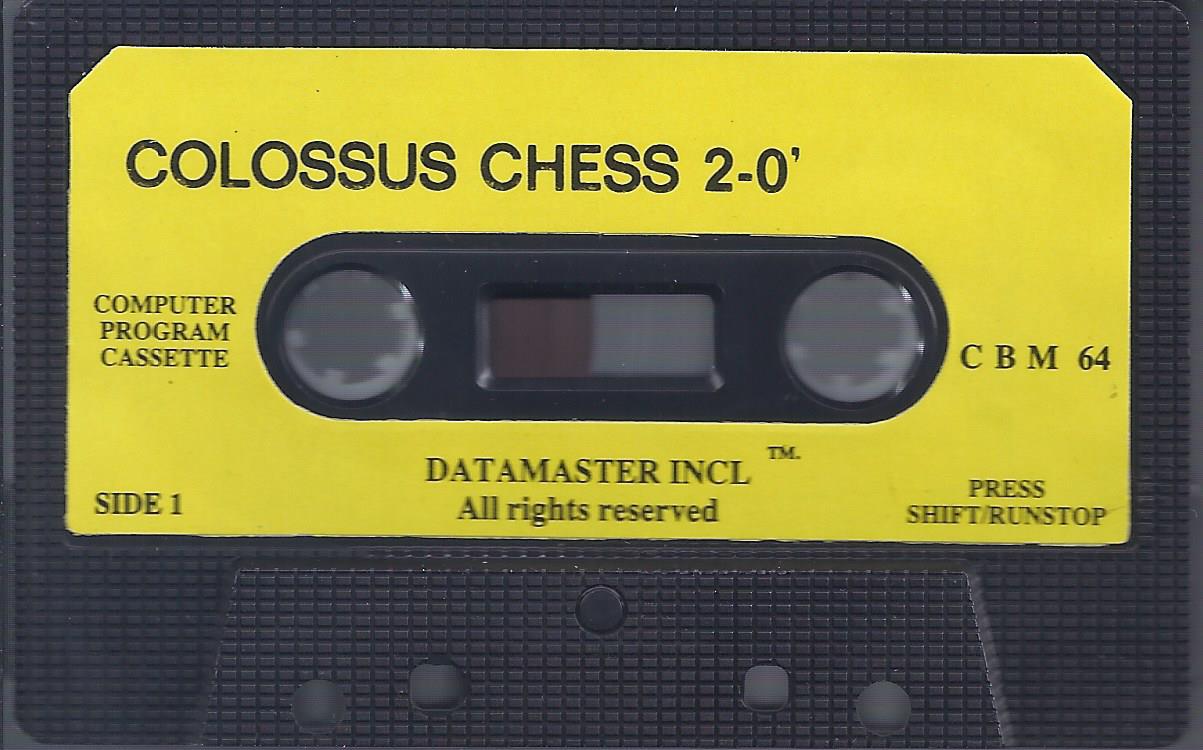 COLOSSUS CHESS 2-0'
COMPUTER
PROGRAM
CASSETTE
C B M 64
DATAMASTER INCL TM.
All rights reserved
SIDE 1
PRESS
SHIFT/RUNSTOP